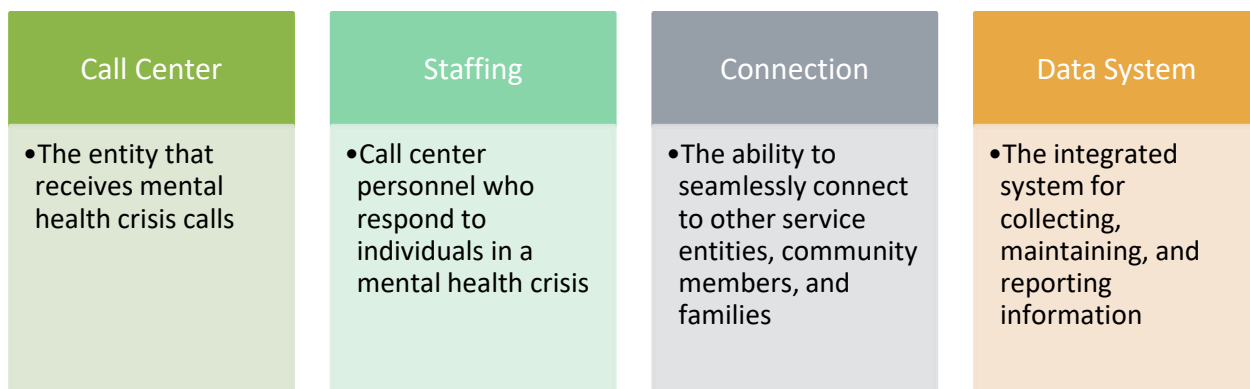 Call Center
•The entity that
receives mental
health crisis calls
Staffing
•Call center
personnel who
respond to
individuals in a
mental health crisis
Connection
•The ability to
seamlessly connect
to other service
entities, community
members, and
families
Data System
•The integrated
system for
collecting,
maintaining, and
reporting
information